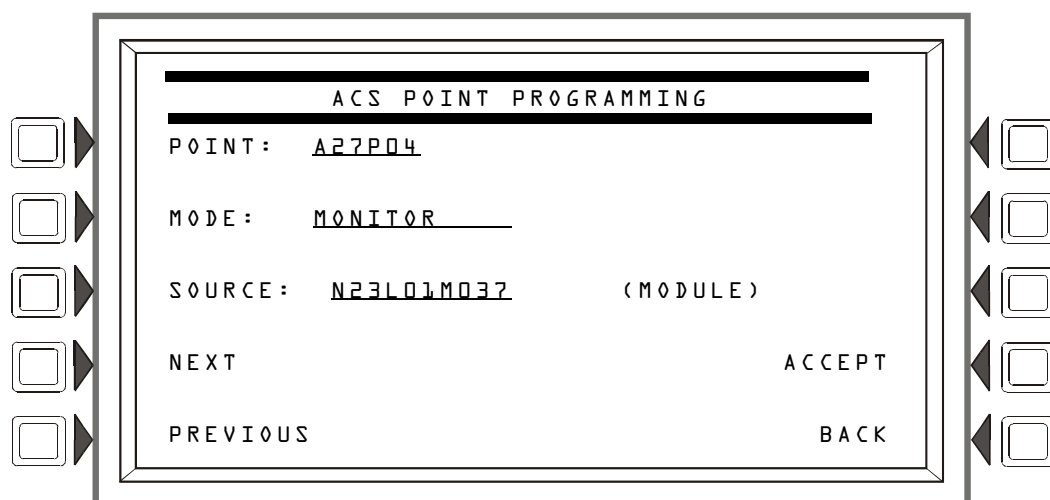 ACS POINT PROGRAMMING
POINT: A27P04
MODE: MONITOR
SOURCE: N23L01M037 (MODULE)
NEXT ACCEPT
PREVIOUS BACK